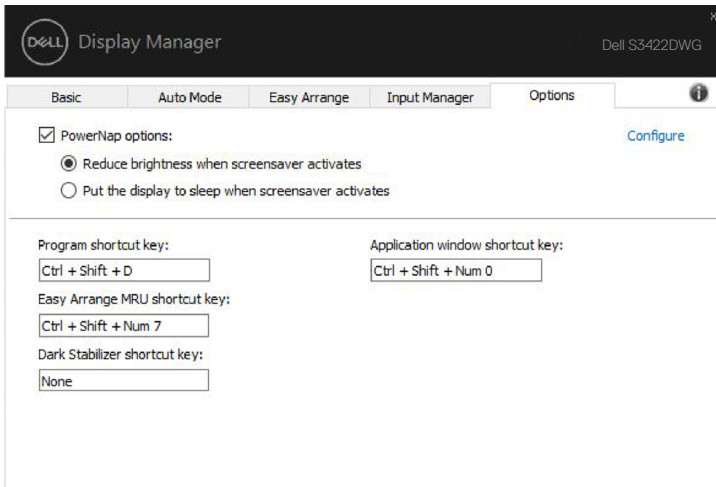 DELL Display Manager
x
Dell S3422DWG
Basic Auto Mode Easy Arrange Input Manager Options
PowerNap options: Configure
Reduce brightness when screensaver activates
Put the display to sleep when screensaver activates
Program shortcut key: Application window shortcut key:
Ctrl + Shift + D Ctrl + Shift + Num 0
Easy Arrange MRU shortcut key:
Ctrl + Shift + Num 7
Dark Stabilizer shortcut key:
None